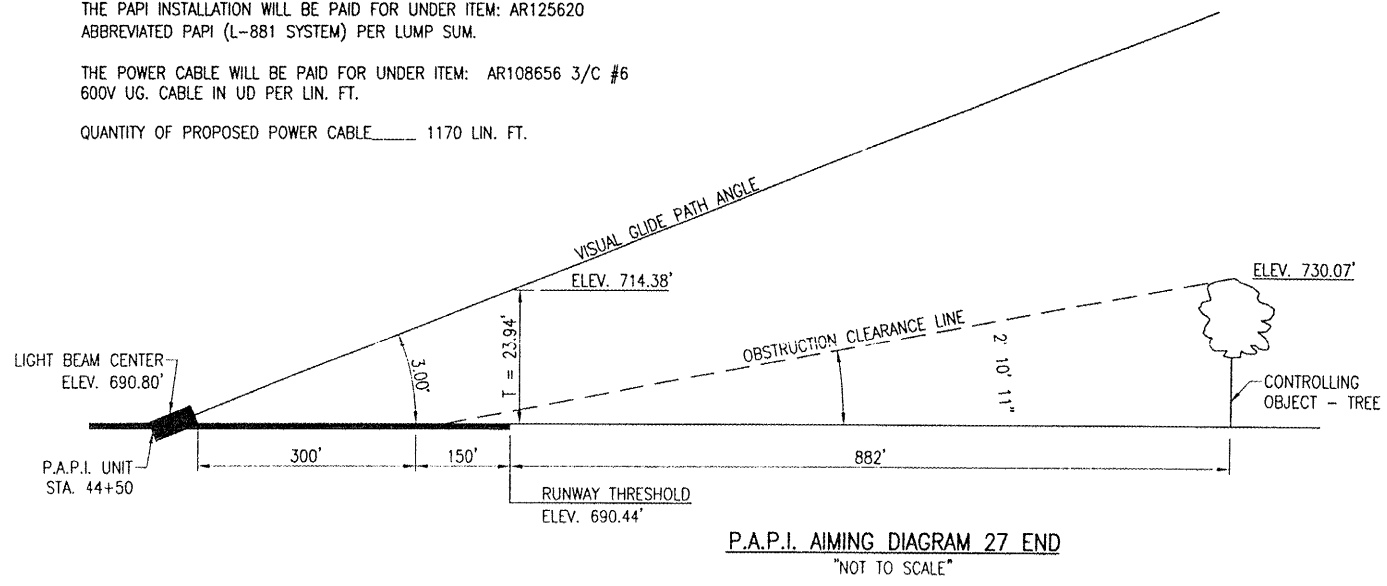 THE PAPI INSTALLATION WILL BE PAID FOR UNDER ITEM: AR125620
ABBREVIATED PAPI (L-881 SYSTEM) PER LUMP SUM.
THE POWER CABLE WILL BE PAID FOR UNDER ITEM: AR108656 3/C #6
600V UG. CABLE IN UD PER LIN. FT.
QUANTITY OF PROPOSED POWER CABLE____ 1170 LIN. FT.
VISUAL GLIDE PATH ANGLE
ELEV. 714.38'
ELEV. 730.07'
T = 23.94'
OBSTRUCTION CLEARANCE LINE
2' 10' 11"
3.00'
LIGHT BEAM CENTER
ELEV. 690.80'
CONTROLLING
OBJECT - TREE
P.A.P.I. UNIT
STA. 44+50
300'
150'
882'
RUNWAY THRESHOLD
ELEV. 690.44'
P.A.P.I. AIMING DIAGRAM 27 END
"NOT TO SCALE"